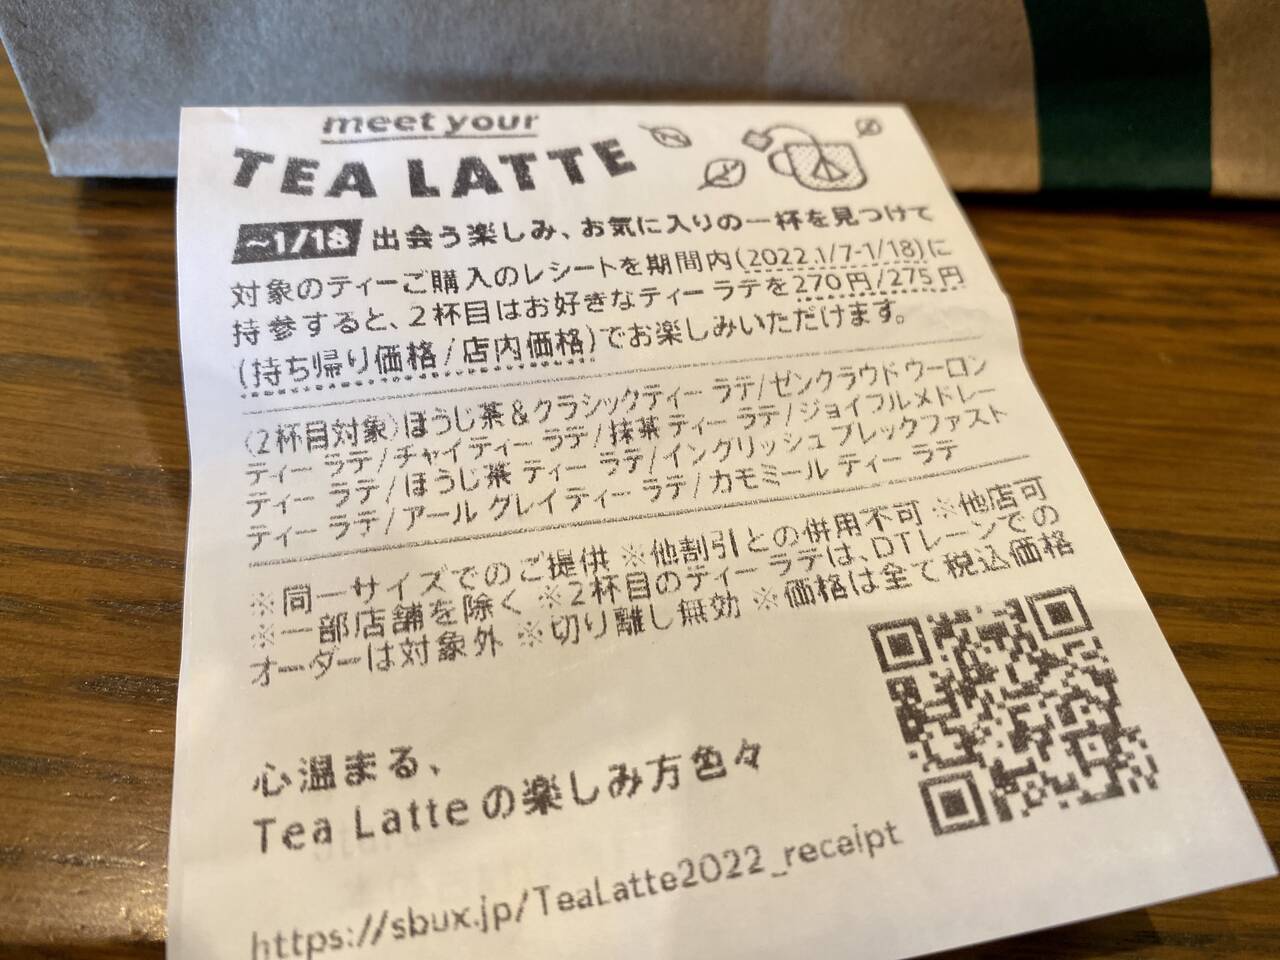 meet your
TEA LATTE
~1/18 出会う楽しみ、お気に入りの一杯を見つけて
対象のティーご購入のレシートを期間内(2022.1/7-1/18)に
持参すると、2杯目はお好きなティー ラテを270円/275円
(持ち帰り価格/店内価格)でお楽しみいただけます。
(2杯目対象)ほうじ茶&クラシックティー ラテ/ゼンクラウド ウーロン
ティー ラテ/チャイティー ラテ/抹茶 ティー ラテ/ジョイフルメドレー
ティー ラテ/ほうじ茶 ティー ラテ/イングリッシュ ブレックファスト
ティー ラテ/アール グレイ ティー ラテ/カモミール ティー ラテ
※同一サイズでのご提供 ※他割引との併用不可 ※他店可
※一部店舗を除く ※2杯目のティー ラテは、DTレーンでの
オーダーは対象外 ※切り離し無効 ※価格は全て税込価格
心温まる、
Tea Latteの楽しみ方色々
https://sbux.jp/TeaLatte2022_receipt